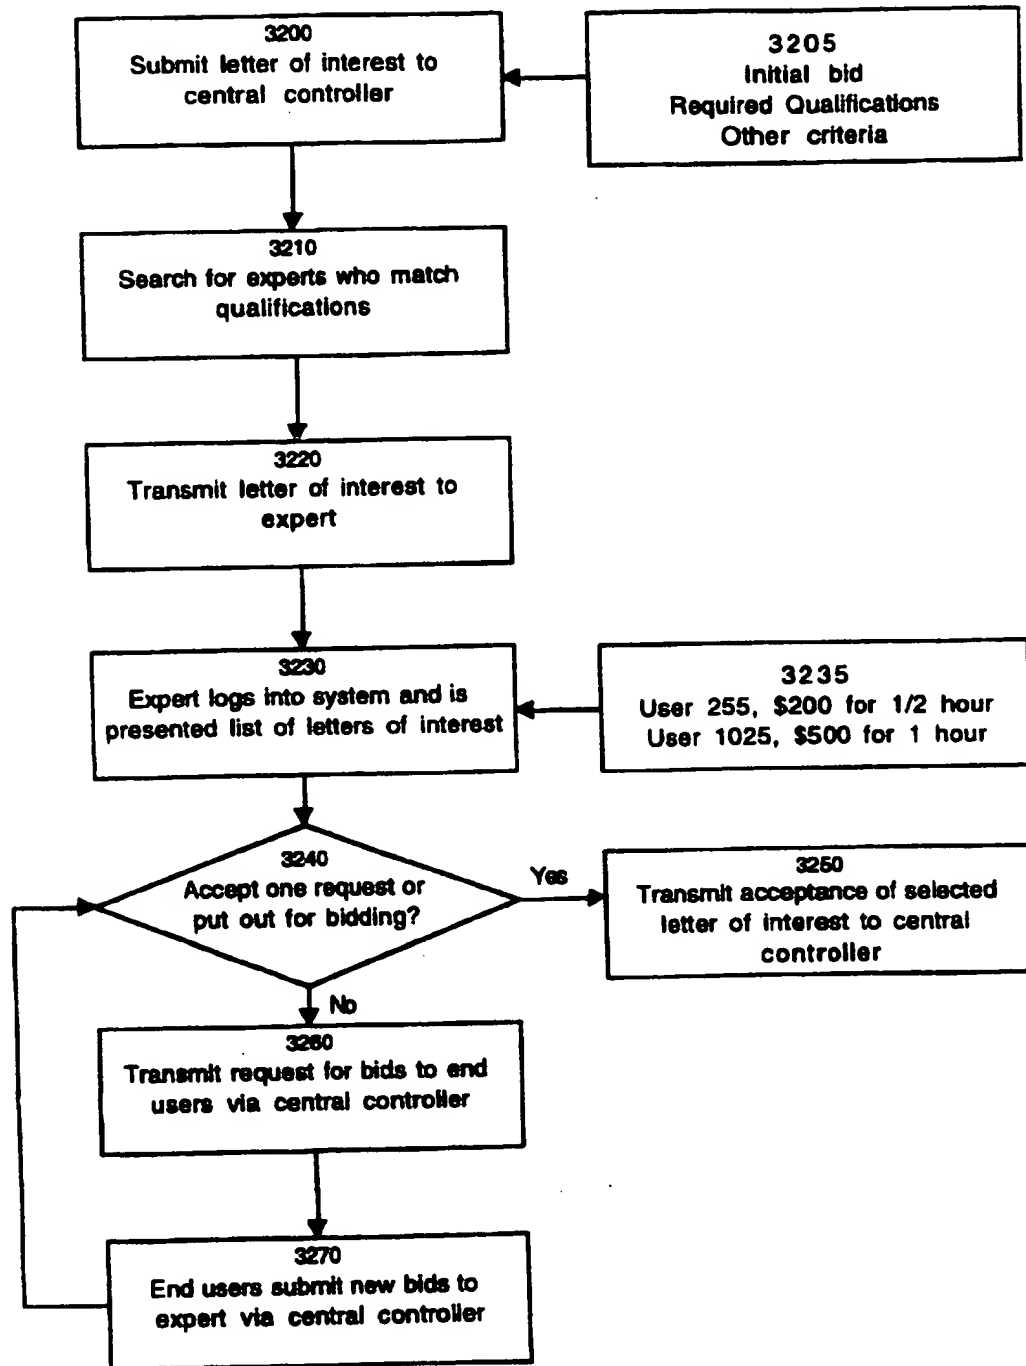 3200
Submit letter of interest to
central controller
3205
Initial bid
Required Qualifications
Other criteria
3210
Search for experts who match
qualifications
3220
Transmit letter of interest to
expert
3230
Expert logs into system and is
presented list of letters of interest
3235
User 255, $200 for 1/2 hour
User 1025, $500 for 1 hour
3240
Accept one request or
put out for bidding?
Yes
3250
Transmit acceptance of selected
letter of interest to central
controller
No
3260
Transmit request for bids to end
users via central controller
3270
End users submit new bids to
expert via central controller